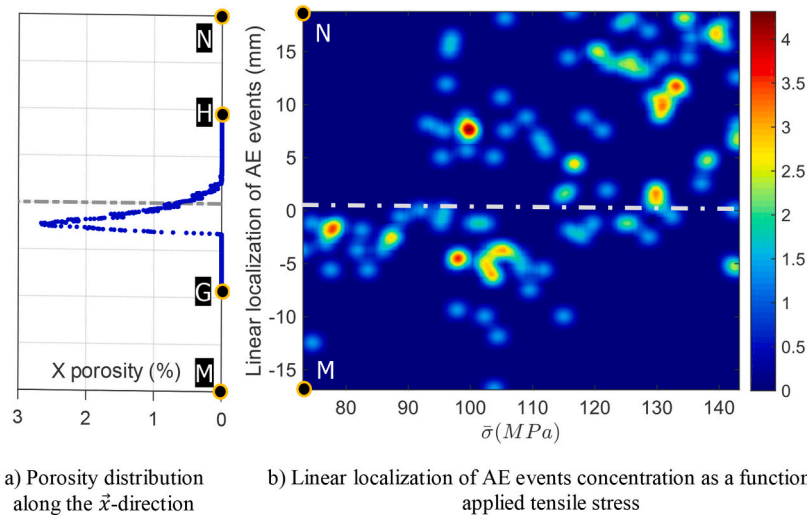 N
H
G
M
X porosity (%)
3
2
1
0
a) Porosity distribution
along the x⃗-direction
N
M
Linear localization of AE events (mm)
15
10
5
0
-5
-10
-15
80
90
100
110
120
130
140
σ̄(MPa)
4
3.5
3
2.5
2
1.5
1
0.5
0
b) Linear localization of AE events concentration as a function
applied tensile stress